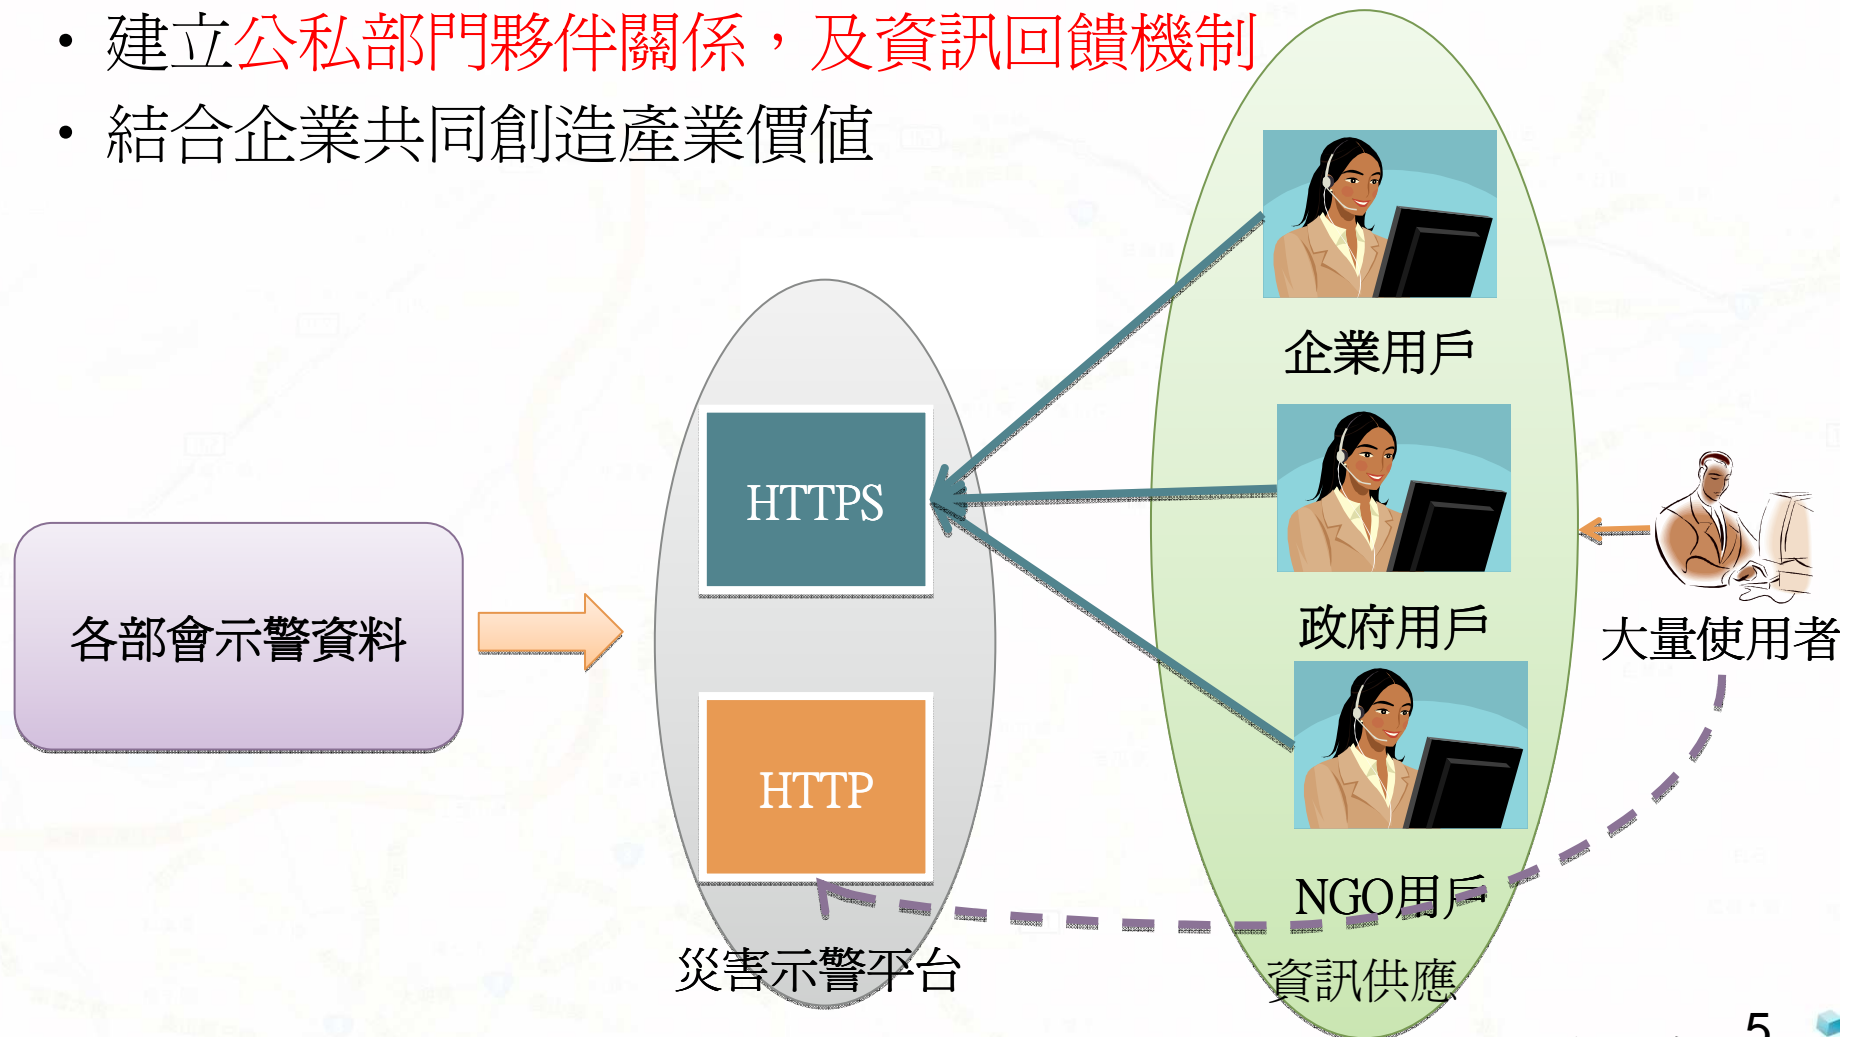 • 建立公私部門夥伴關係，及資訊回饋機制
• 結合企業共同創造產業價值
企業用戶
HTTPS
政府用戶
各部會示警資料
大量使用者
HTTP
NGO用戶
災害示警平台
資訊供應
5